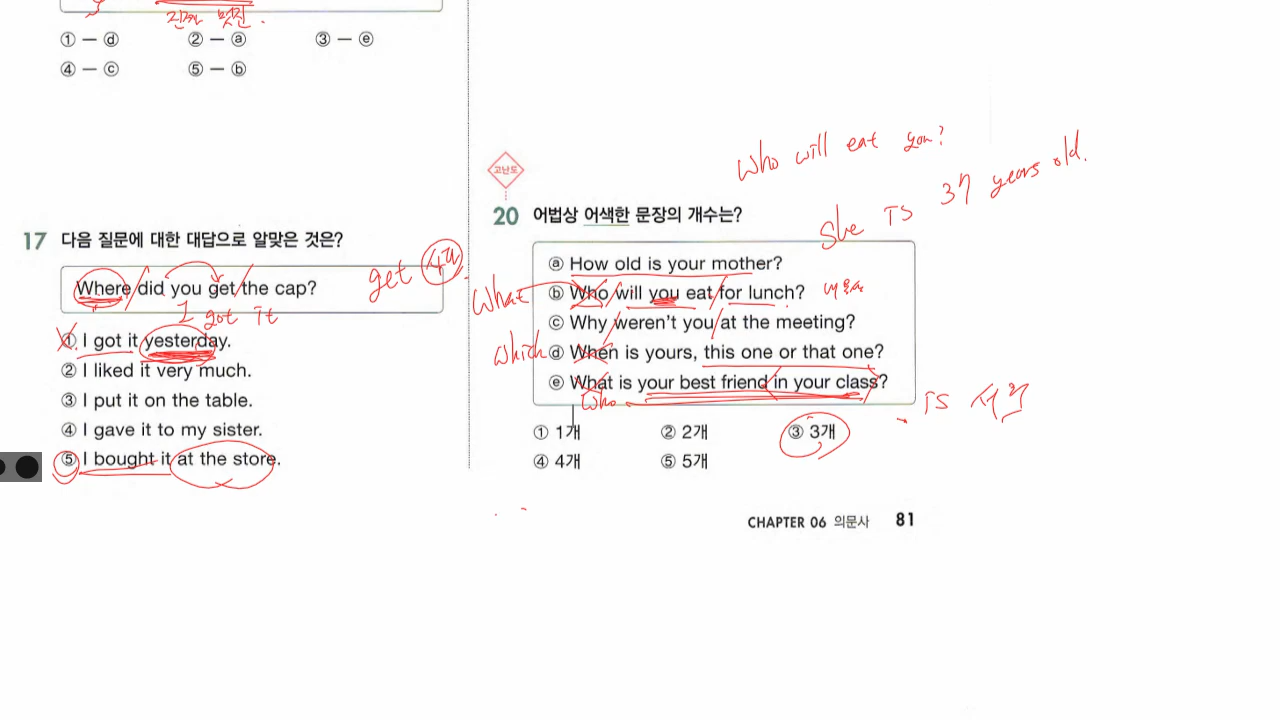 진짜 멋진.
① — ⓓ ② — ⓐ ③ — ⓔ
④ — ⓒ ⑤ — ⓑ
17 다음 질문에 대한 대답으로 알맞은 것은?
Where did you get the cap?
get
I got it
① I got it yesterday.
② I liked it very much.
③ I put it on the table.
④ I gave it to my sister.
⑤ I bought it at the store.
Who will eat you?
She is 37 years old.
고난도
20 어법상 어색한 문장의 개수는?
ⓐ How old is your mother?
What
ⓑ Who will you eat for lunch?
ⓒ Why weren't you at the meeting?
which
ⓓ When is yours, this one or that one?
ⓔ What is your best friend in your class?
Who
is
① 1개 ② 2개 ③ 3개
④ 4개 ⑤ 5개
CHAPTER 06 의문사 81